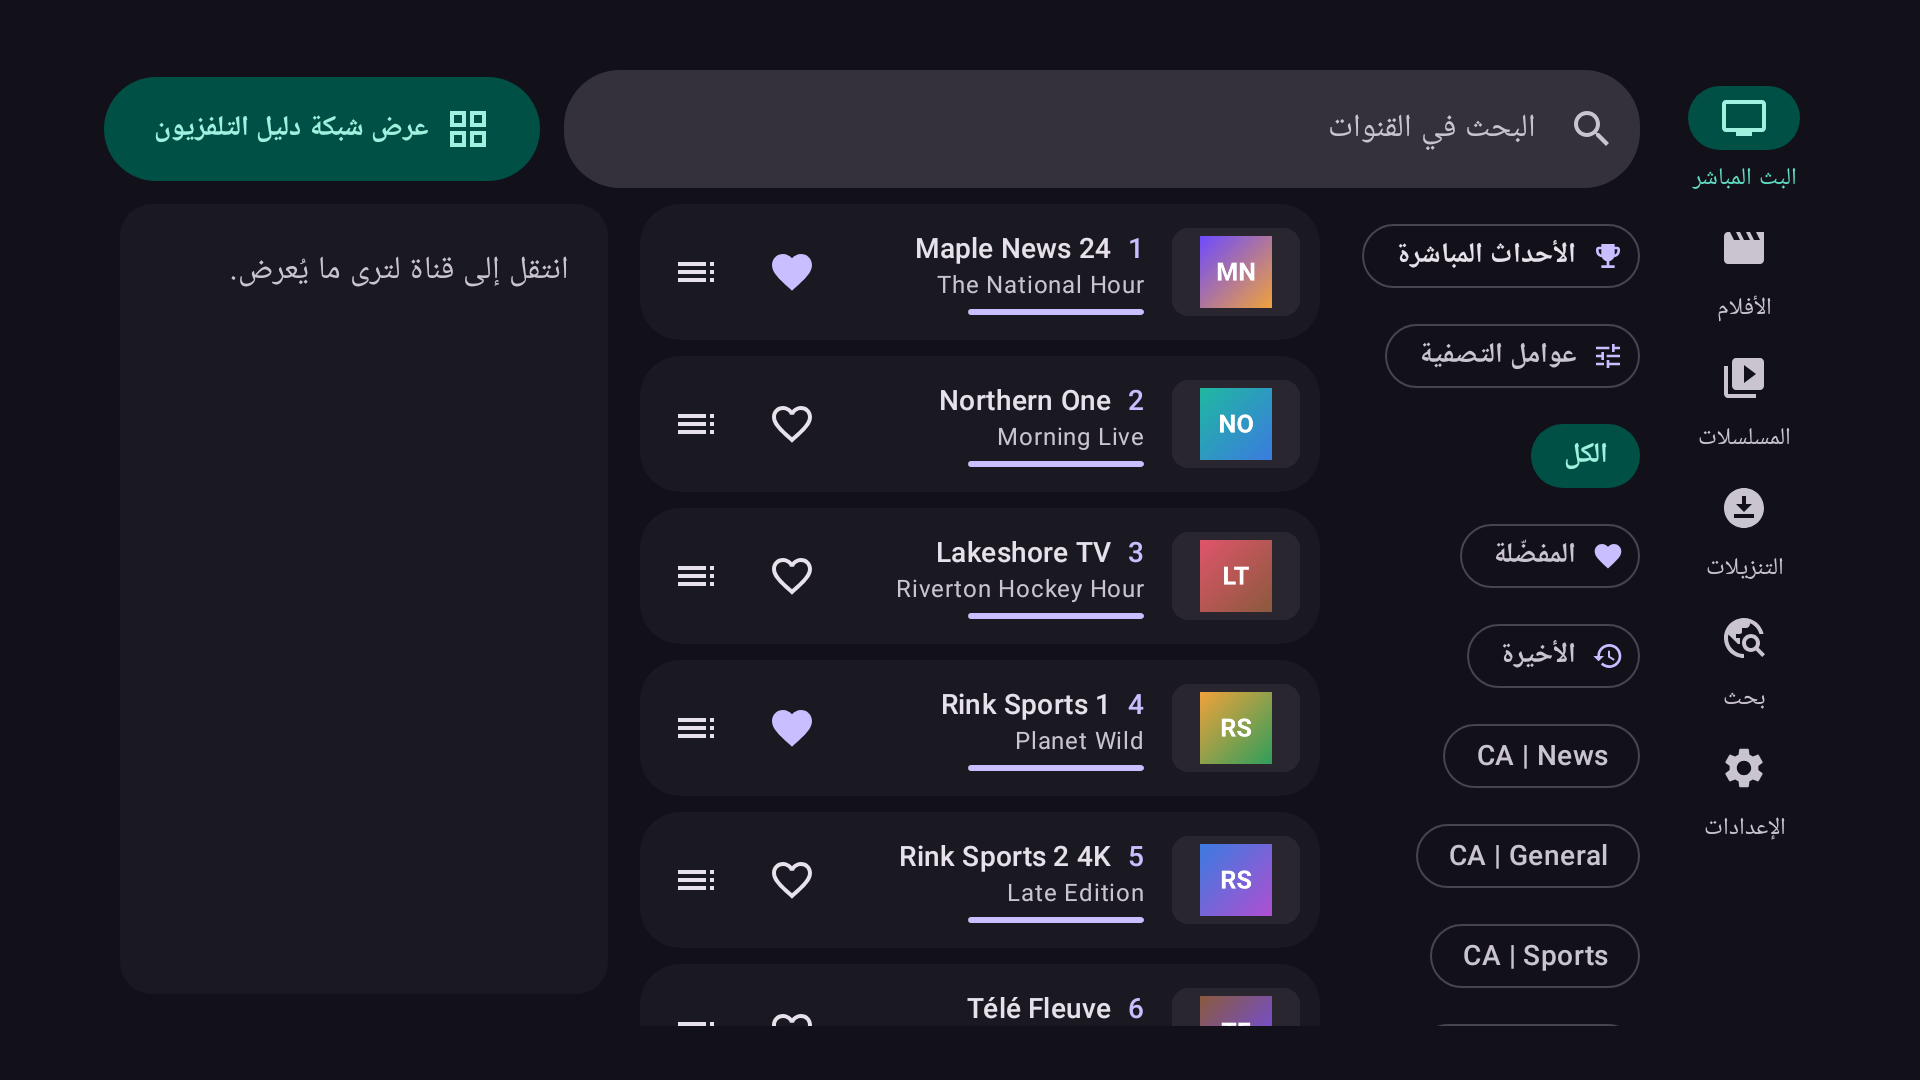 البث المباشر
الأفلام
المسلسلات
التنزيلات
بحث
الإعدادات
البحث في القنوات
عرض شبكة دليل التلفزيون
الأحداث المباشرة
عوامل التصفية
الكل
المفضّلة
الأخيرة
CA | News
CA | General
CA | Sports
MN
1 Maple News 24
The National Hour
NO
2 Northern One
Morning Live
LT
3 Lakeshore TV
Riverton Hockey Hour
RS
4 Rink Sports 1
Planet Wild
RS
5 Rink Sports 2 4K
Late Edition
6 Télé Fleuve
انتقل إلى قناة لترى ما يُعرض.